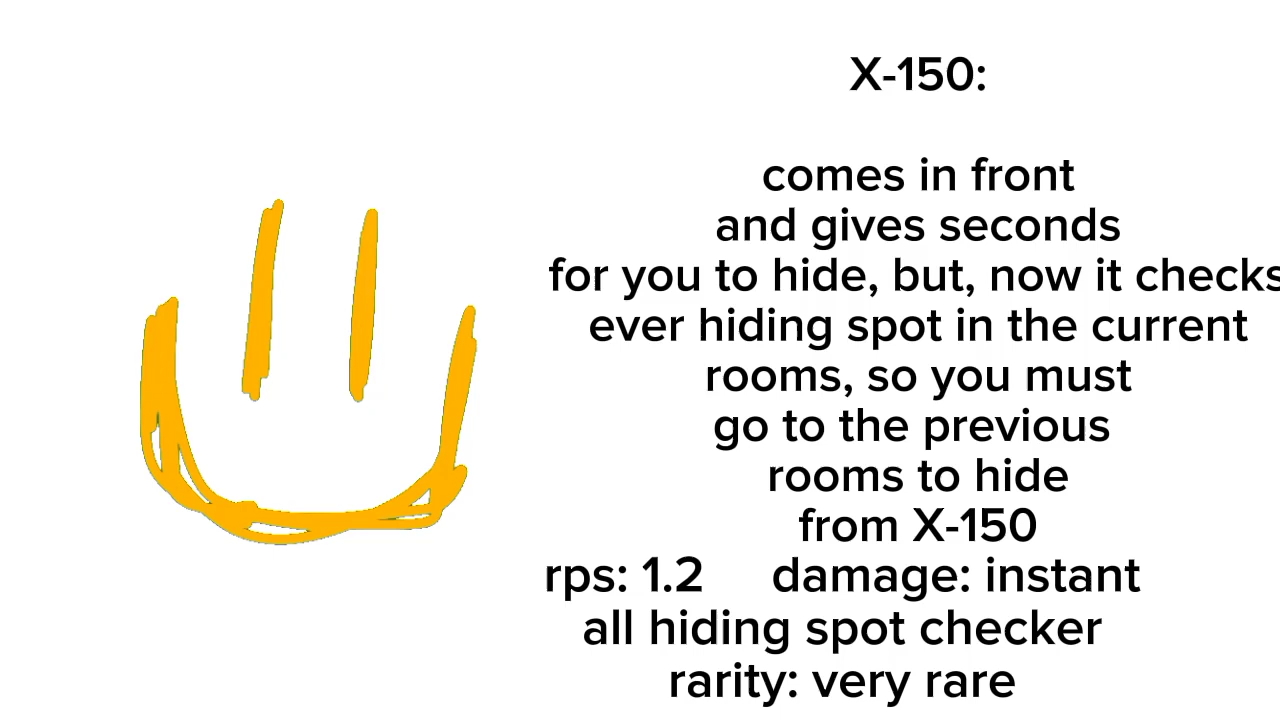 X-150:
comes in front
and gives seconds
for you to hide, but, now it checks
ever hiding spot in the current
rooms, so you must
go to the previous
rooms to hide
from X-150
rps: 1.2 damage: instant
all hiding spot checker
rarity: very rare